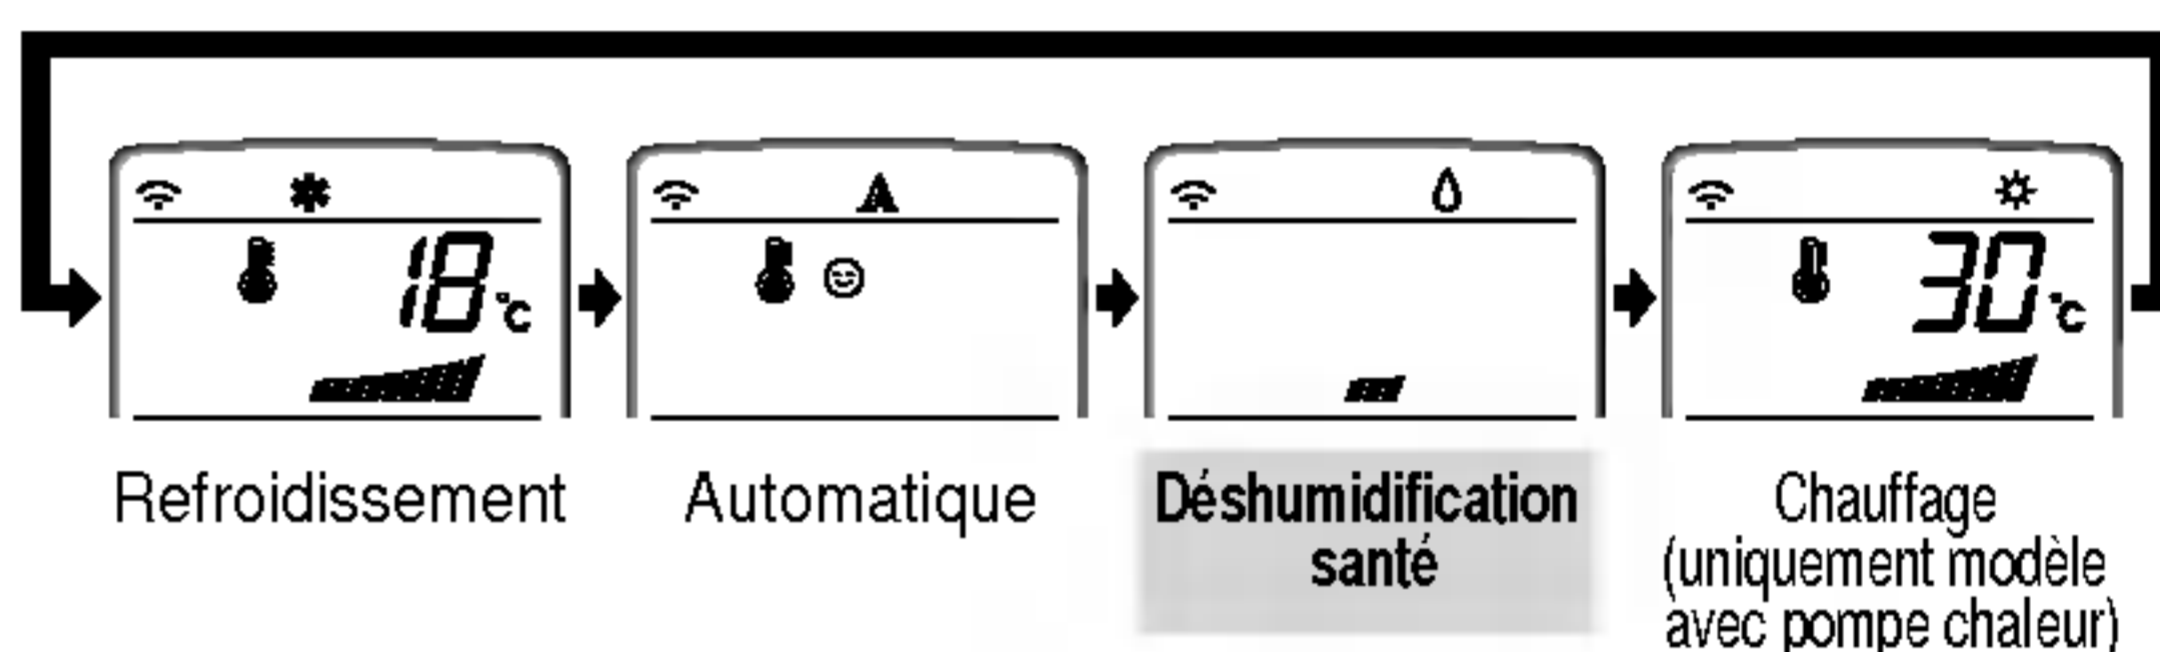 18 °C
30 °C
Refroidissement
Automatique
Déshumidification
santé
Chauffage
(uniquement modèle
avec pompe chaleur)